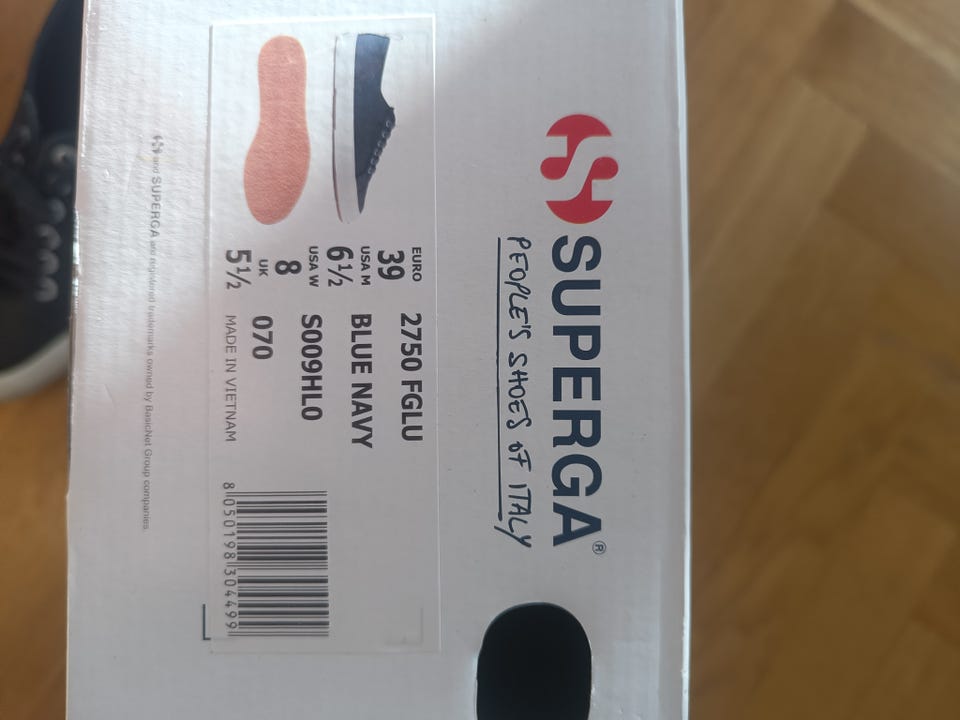 SUPERGA®
PEOPLE'S SHOES OF ITALY
EURO
39
USA M
6½
USA W
8
UK
5½
2750 FGLU
BLUE NAVY
S009HL0
070
MADE IN VIETNAM
8 050198 304499
and SUPERGA are registered trademarks owned by BasicNet Group companies.